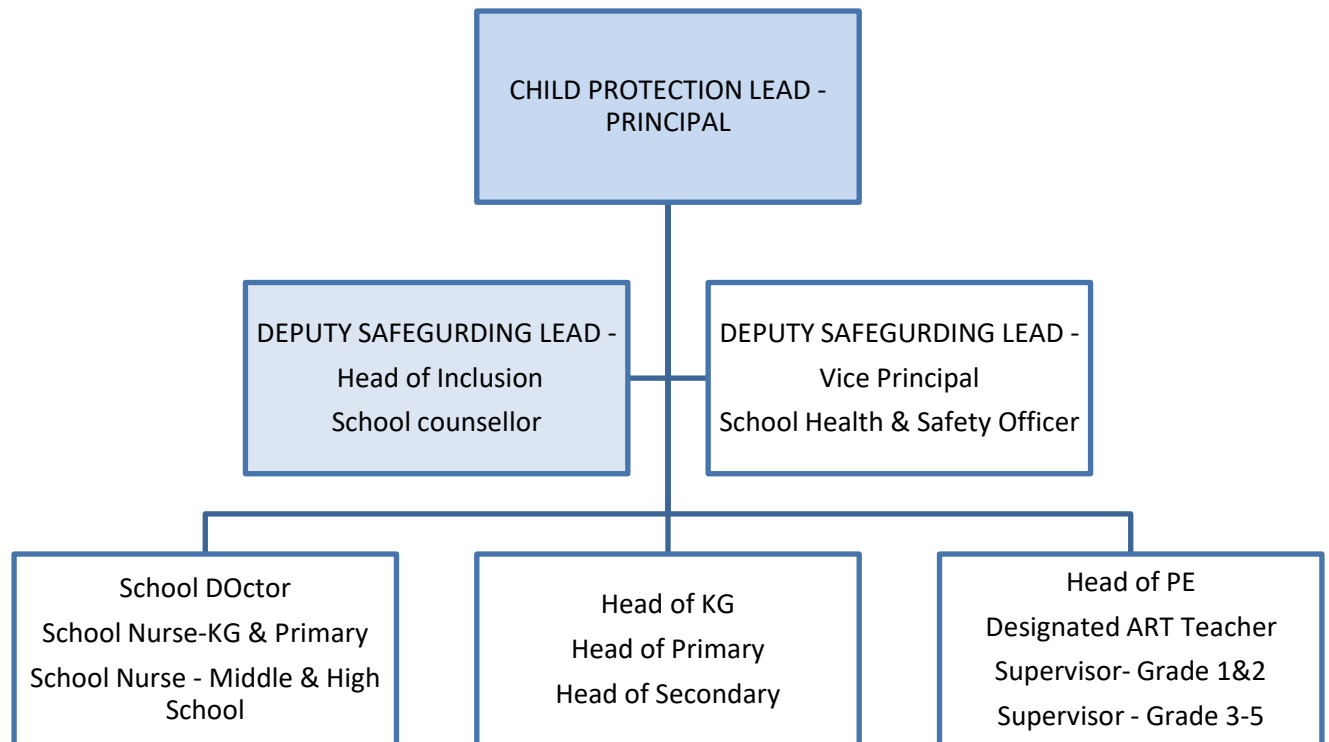 CHILD PROTECTION LEAD -
PRINCIPAL
DEPUTY SAFEGURDING LEAD -
Head of Inclusion
School counsellor
DEPUTY SAFEGURDING LEAD -
Vice Principal
School Health & Safety Officer
School DOctor
School Nurse-KG & Primary
School Nurse - Middle & High
School
Head of KG
Head of Primary
Head of Secondary
Head of PE
Designated ART Teacher
Supervisor- Grade 1&2
Supervisor - Grade 3-5